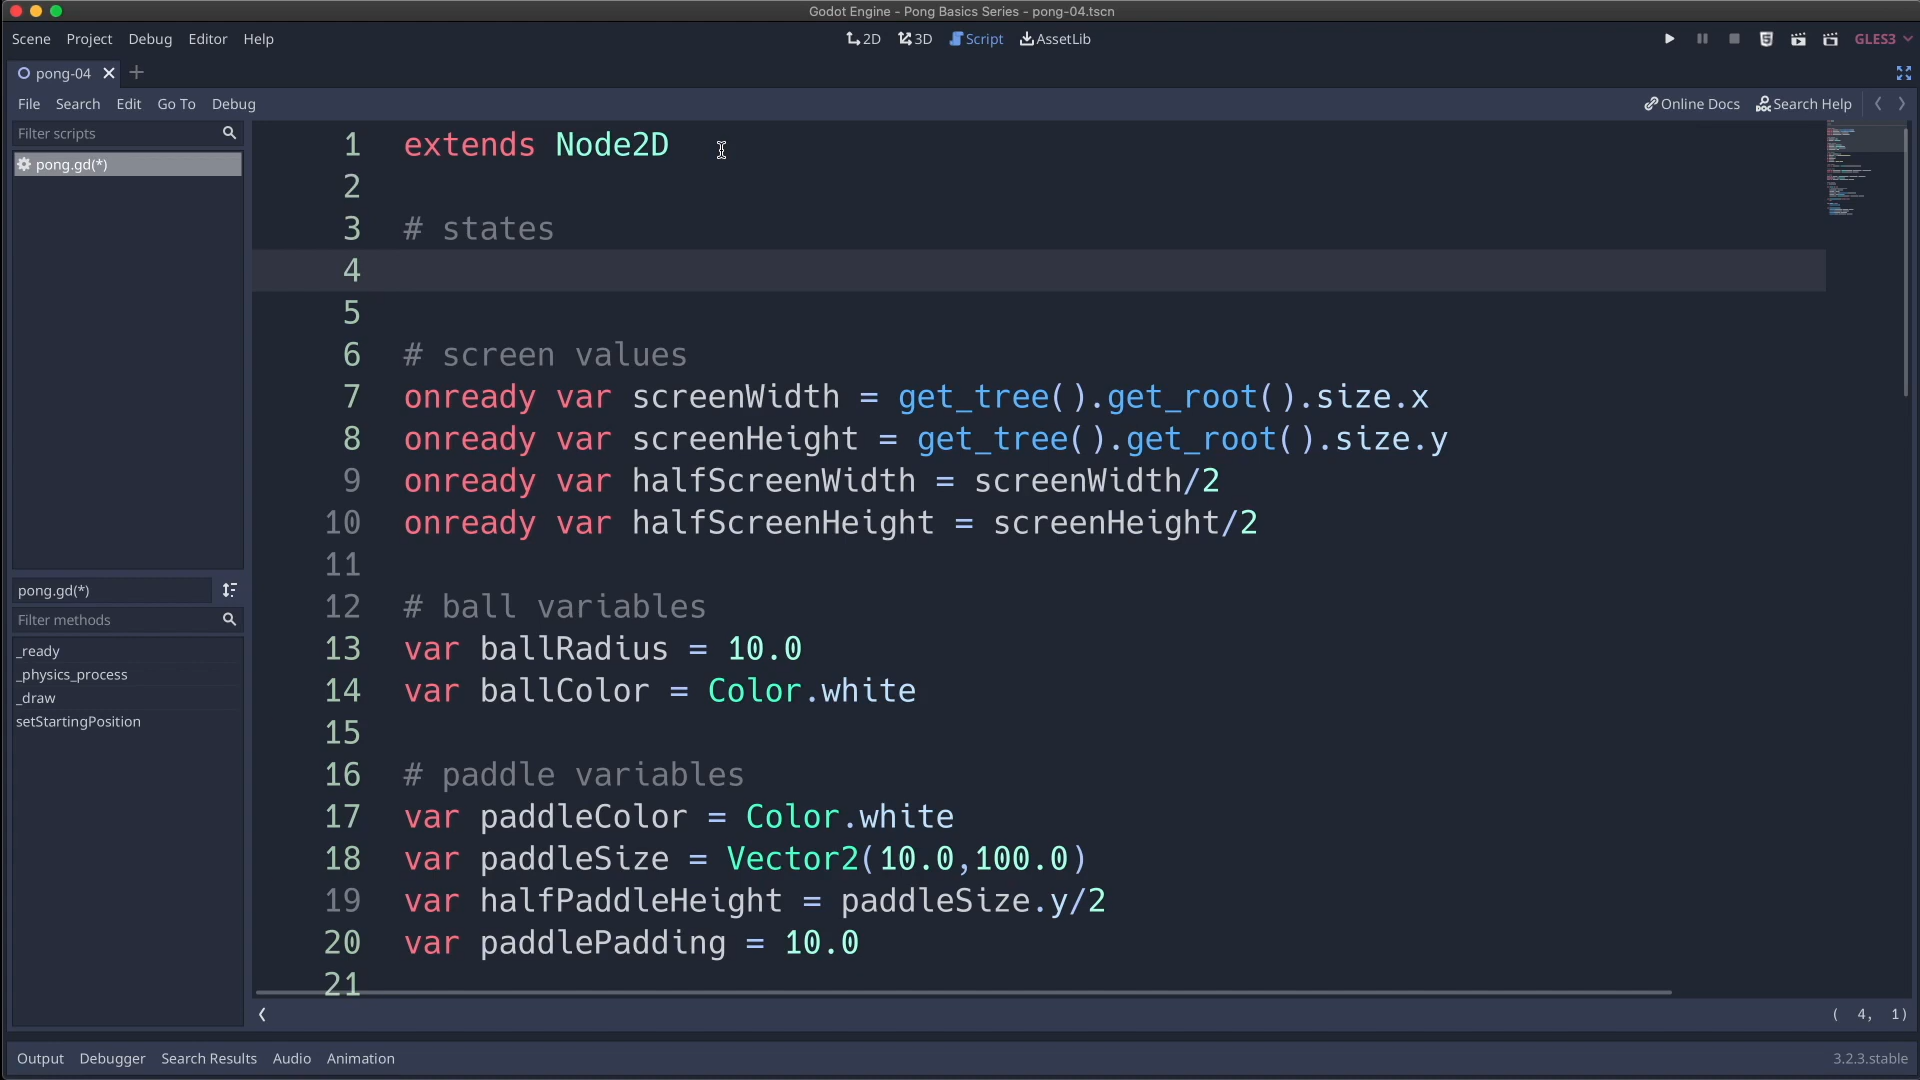 Godot Engine - Pong Basics Series - pong-04.tscn
Scene Project Debug Editor Help
2D 3D Script AssetLib
GLES3
pong-04
File Search Edit Go To Debug
Online Docs Search Help
Filter scripts
pong.gd(*)
pong.gd(*)
Filter methods
_ready
_physics_process
_draw
setStartingPosition
1 extends Node2D
2
3 # states
4
5
6 # screen values
7 onready var screenWidth = get_tree().get_root().size.x
8 onready var screenHeight = get_tree().get_root().size.y
9 onready var halfScreenWidth = screenWidth/2
10 onready var halfScreenHeight = screenHeight/2
11
12 # ball variables
13 var ballRadius = 10.0
14 var ballColor = Color.white
15
16 # paddle variables
17 var paddleColor = Color.white
18 var paddleSize = Vector2(10.0,100.0)
19 var halfPaddleHeight = paddleSize.y/2
20 var paddlePadding = 10.0
21
( 4, 1)
Output Debugger Search Results Audio Animation
3.2.3.stable